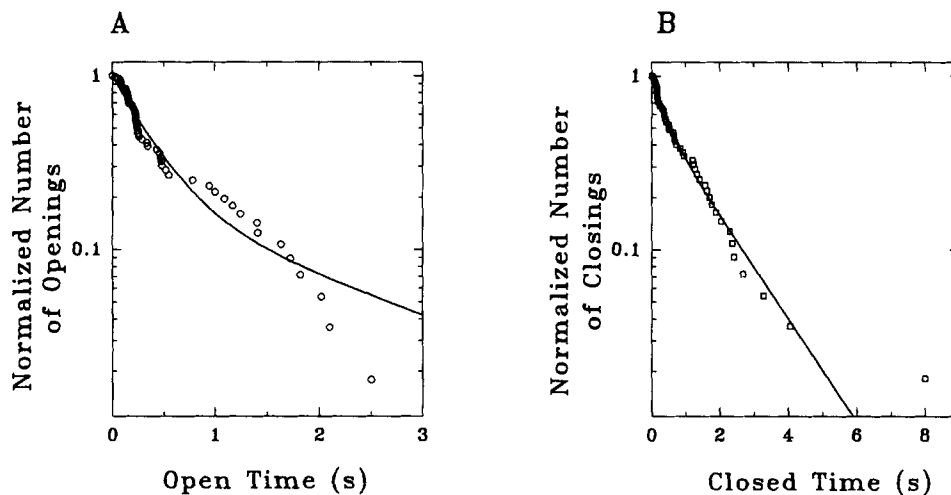 A
Normalized Number
of Openings
1
0.1
0
1
2
3
Open Time (s)
B
Normalized Number
of Closings
1
0.1
0
2
4
6
8
Closed Time (s)